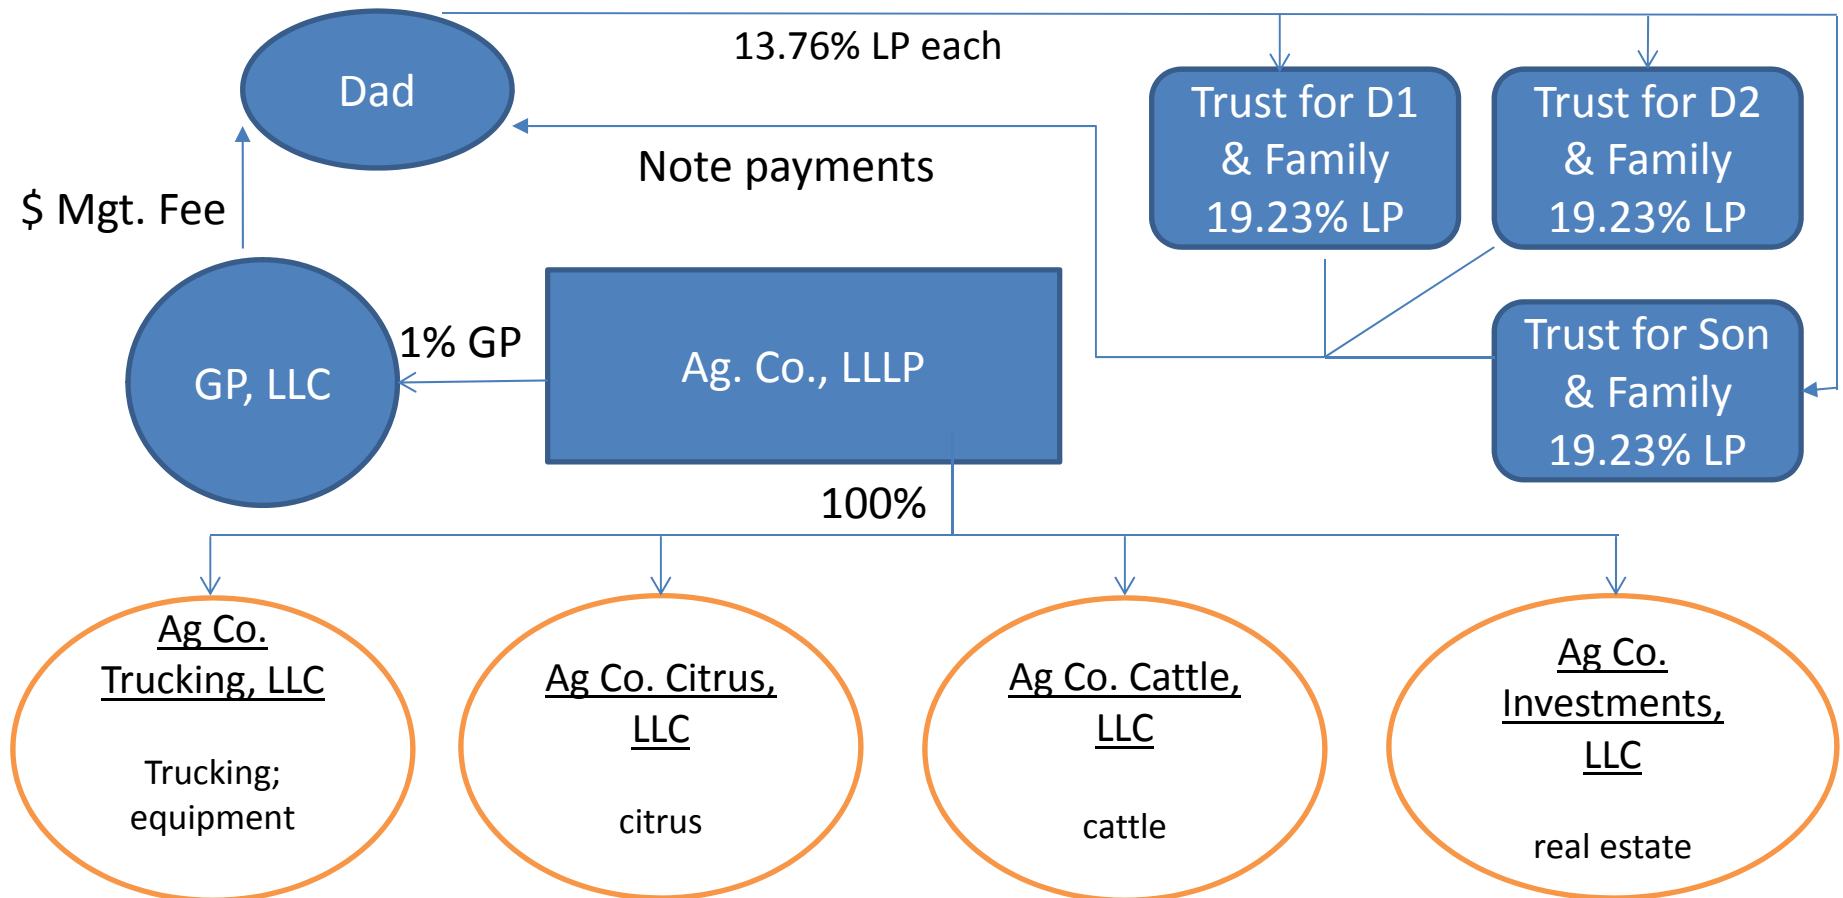 Dad
13.76% LP each
Trust for D1
& Family
19.23% LP
Trust for D2
& Family
19.23% LP
Note payments
$ Mgt. Fee
GP, LLC
1% GP
Ag. Co., LLLP
Trust for Son
& Family
19.23% LP
100%
Ag Co.
Trucking, LLC
Trucking;
equipment
Ag Co. Citrus,
LLC
citrus
Ag Co. Cattle,
LLC
cattle
Ag Co.
Investments,
LLC
real estate